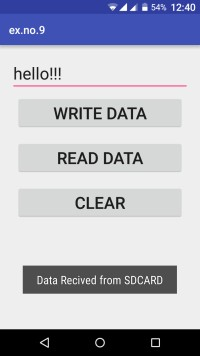 54% 12:40
ex.no.9
hello!!!
WRITE DATA
READ DATA
CLEAR
Data Recived from SDCARD